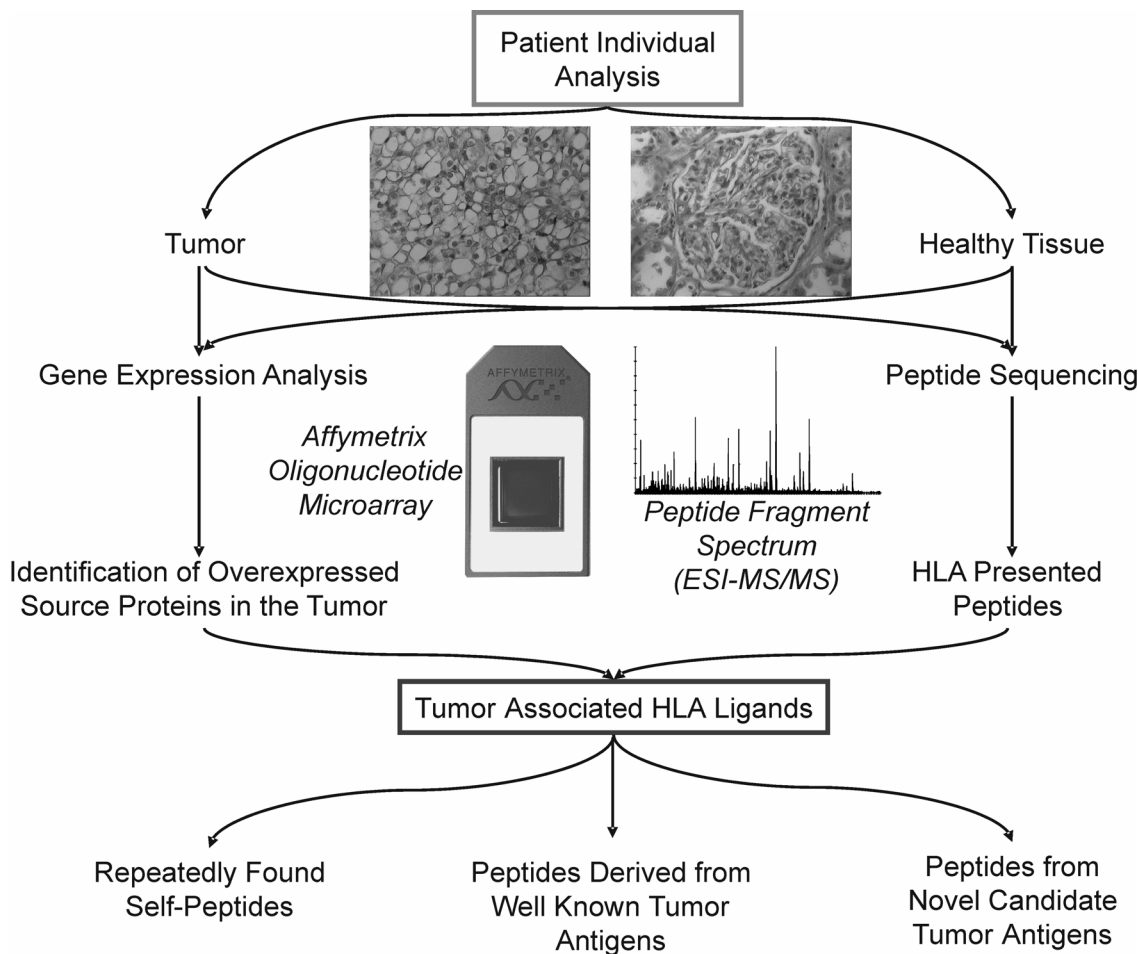 Patient Individual
Analysis
Tumor
Healthy Tissue
Gene Expression Analysis
Peptide Sequencing
AFFYMETRIX
Affymetrix
Oligonucleotide
Microarray
Peptide Fragment
Spectrum
(ESI-MS/MS)
Identification of Overexpressed
Source Proteins in the Tumor
HLA Presented
Peptides
Tumor Associated HLA Ligands
Repeatedly Found
Self-Peptides
Peptides Derived from
Well Known Tumor
Antigens
Peptides from
Novel Candidate
Tumor Antigens